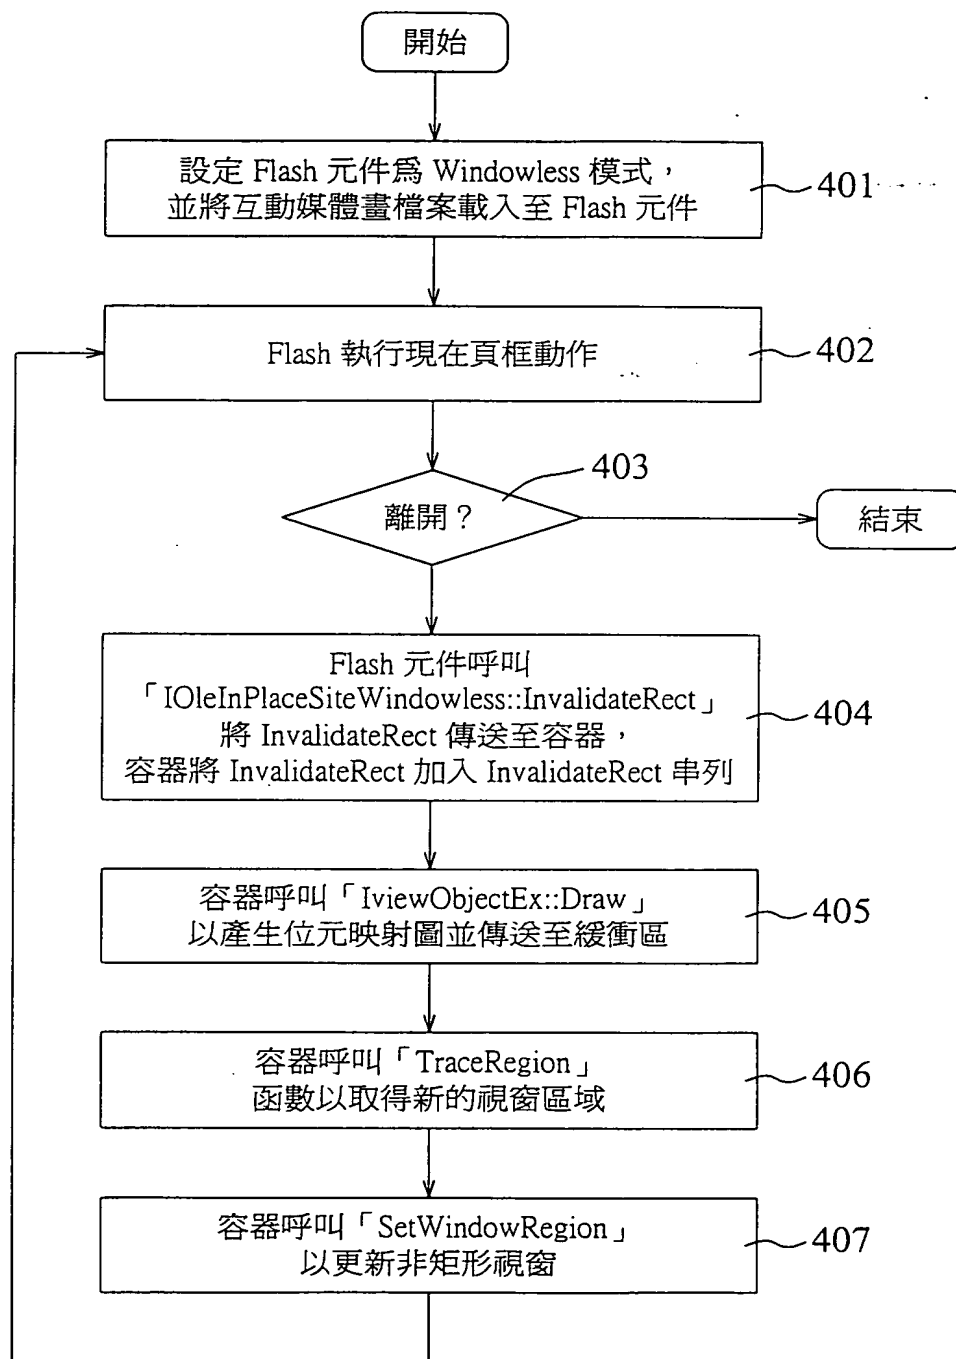 開始
設定 Flash 元件為 Windowless 模式，
並將互動媒體畫檔案載入至 Flash 元件
401
Flash 執行現在頁框動作
402
403
離開？
結束
Flash 元件呼叫
「IOleInPlaceSiteWindowless::InvalidateRect」
將 InvalidateRect 傳送至容器，
容器將 InvalidateRect 加入 InvalidateRect 串列
404
容器呼叫「IviewObjectEx::Draw」
以產生位元映射圖並傳送至緩衝區
405
容器呼叫「TraceRegion」
函數以取得新的視窗區域
406
容器呼叫「SetWindowRegion」
以更新非矩形視窗
407